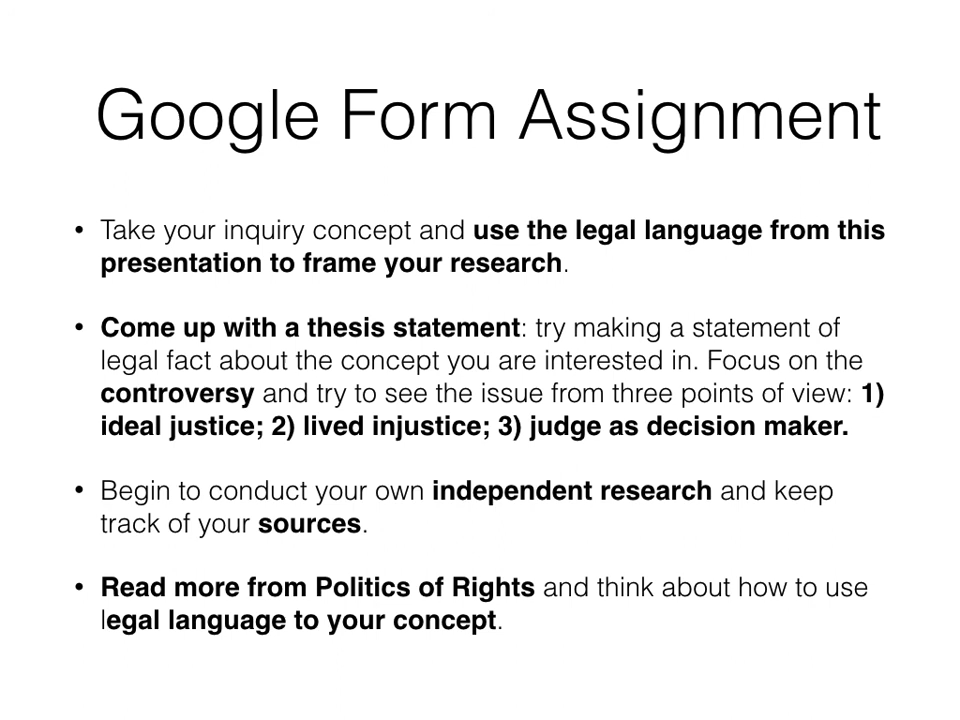 Google Form Assignment
• Take your inquiry concept and use the legal language from this
presentation to frame your research.
• Come up with a thesis statement: try making a statement of
legal fact about the concept you are interested in. Focus on the
controversy and try to see the issue from three points of view: 1)
ideal justice; 2) lived injustice; 3) judge as decision maker.
• Begin to conduct your own independent research and keep
track of your sources.
• Read more from Politics of Rights and think about how to use
legal language to your concept.